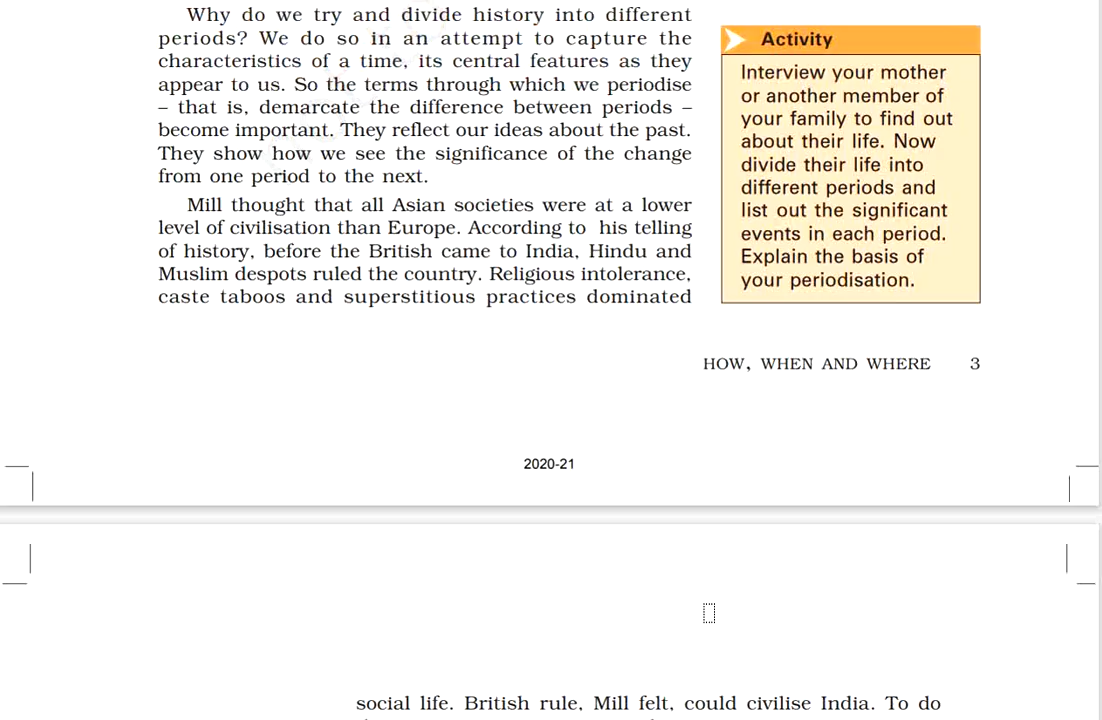 Why do we try and divide history into different
periods? We do so in an attempt to capture the
characteristics of a time, its central features as they
appear to us. So the terms through which we periodise
– that is, demarcate the difference between periods –
become important. They reflect our ideas about the past.
They show how we see the significance of the change
from one period to the next.
Mill thought that all Asian societies were at a lower
level of civilisation than Europe. According to his telling
of history, before the British came to India, Hindu and
Muslim despots ruled the country. Religious intolerance,
caste taboos and superstitious practices dominated
Activity
Interview your mother
or another member of
your family to find out
about their life. Now
divide their life into
different periods and
list out the significant
events in each period.
Explain the basis of
your periodisation.
HOW, WHEN AND WHERE 3
2020-21
social life. British rule, Mill felt, could civilise India. To do